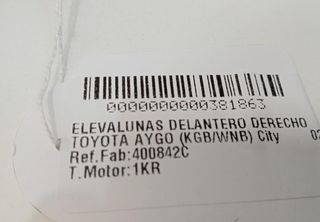 0000000000381863
ELEVALUNAS DELANTERO DERECHO
TOYOTA AYGO (KGB/WNB) City
Ref.Fab:400842C
T.Motor:1KR